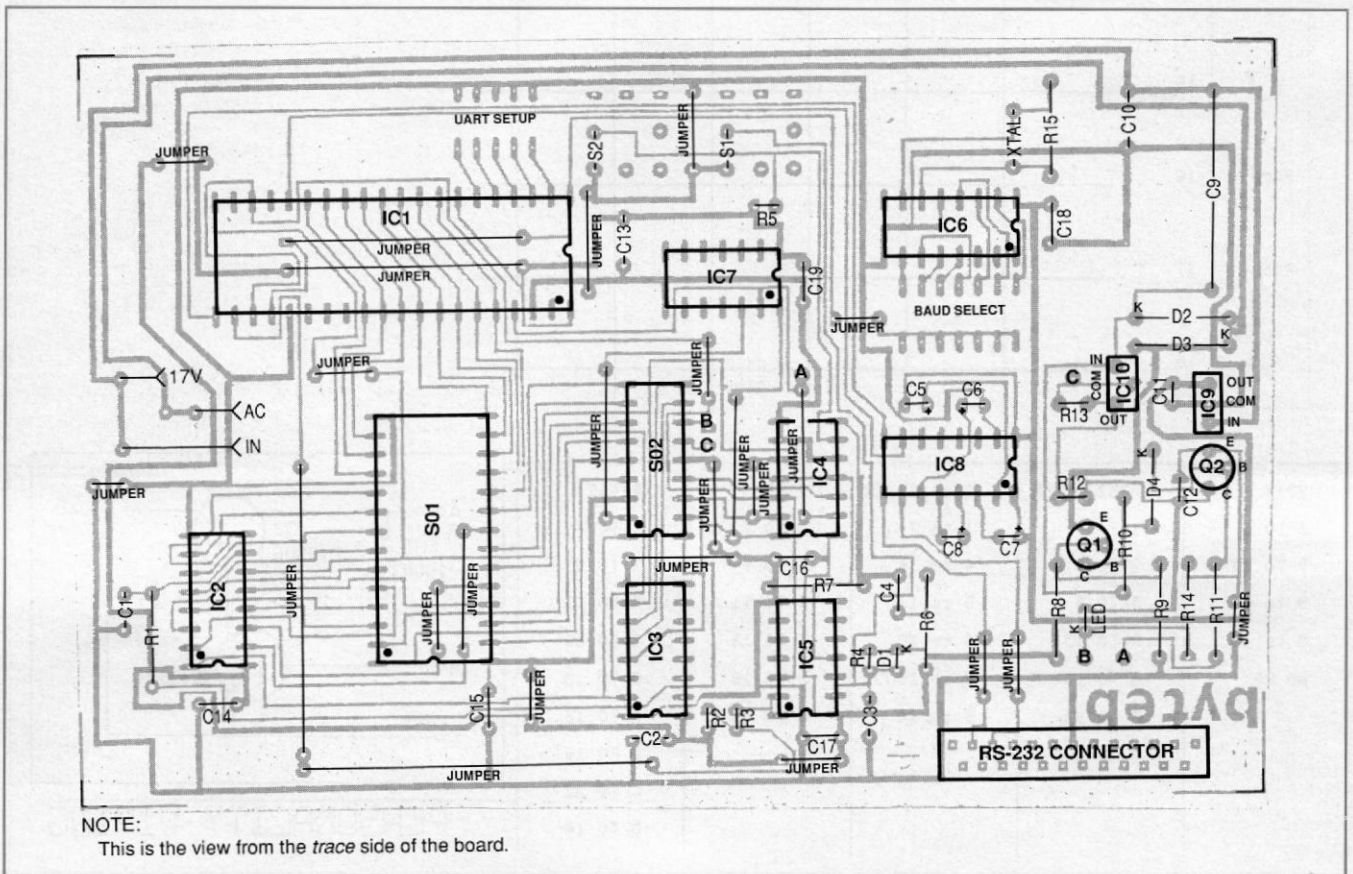 UART SETUP
JUMPER
S2
JUMPER
S1
XTAL
R15
C10
C9
IC1
JUMPER
JUMPER
JUMPER
C13
R5
IC7
C19
IC6
C18
JUMPER
BAUD SELECT
K
D2
K
D3
JUMPER
17V
AC
IN
JUMPER
JUMPER
JUMPER
A
B
C
S01
S02
JUMPER
JUMPER
JUMPER
JUMPER
IC4
C5
+
C6
+
IC8
C8
+
C7
+
C
R13
IN
COM
IC10
OUT
C11
IC9
OUT
COM
IN
E
Q2
B
C
K
D4
C12
R12
R10
E
Q1
B
C
IC2
C1
R1
C14
JUMPER
JUMPER
JUMPER
C16
R7
C4
R6
IC3
IC5
R4
D1
K
C3
JUMPER
JUMPER
R8
K
LED
B
A
R9
R14
R11
JUMPER
C15
JUMPER
C2
R2
R3
C17
JUMPER
JUMPER
byteb
RS-232 CONNECTOR
NOTE:
This is the view from the trace side of the board.